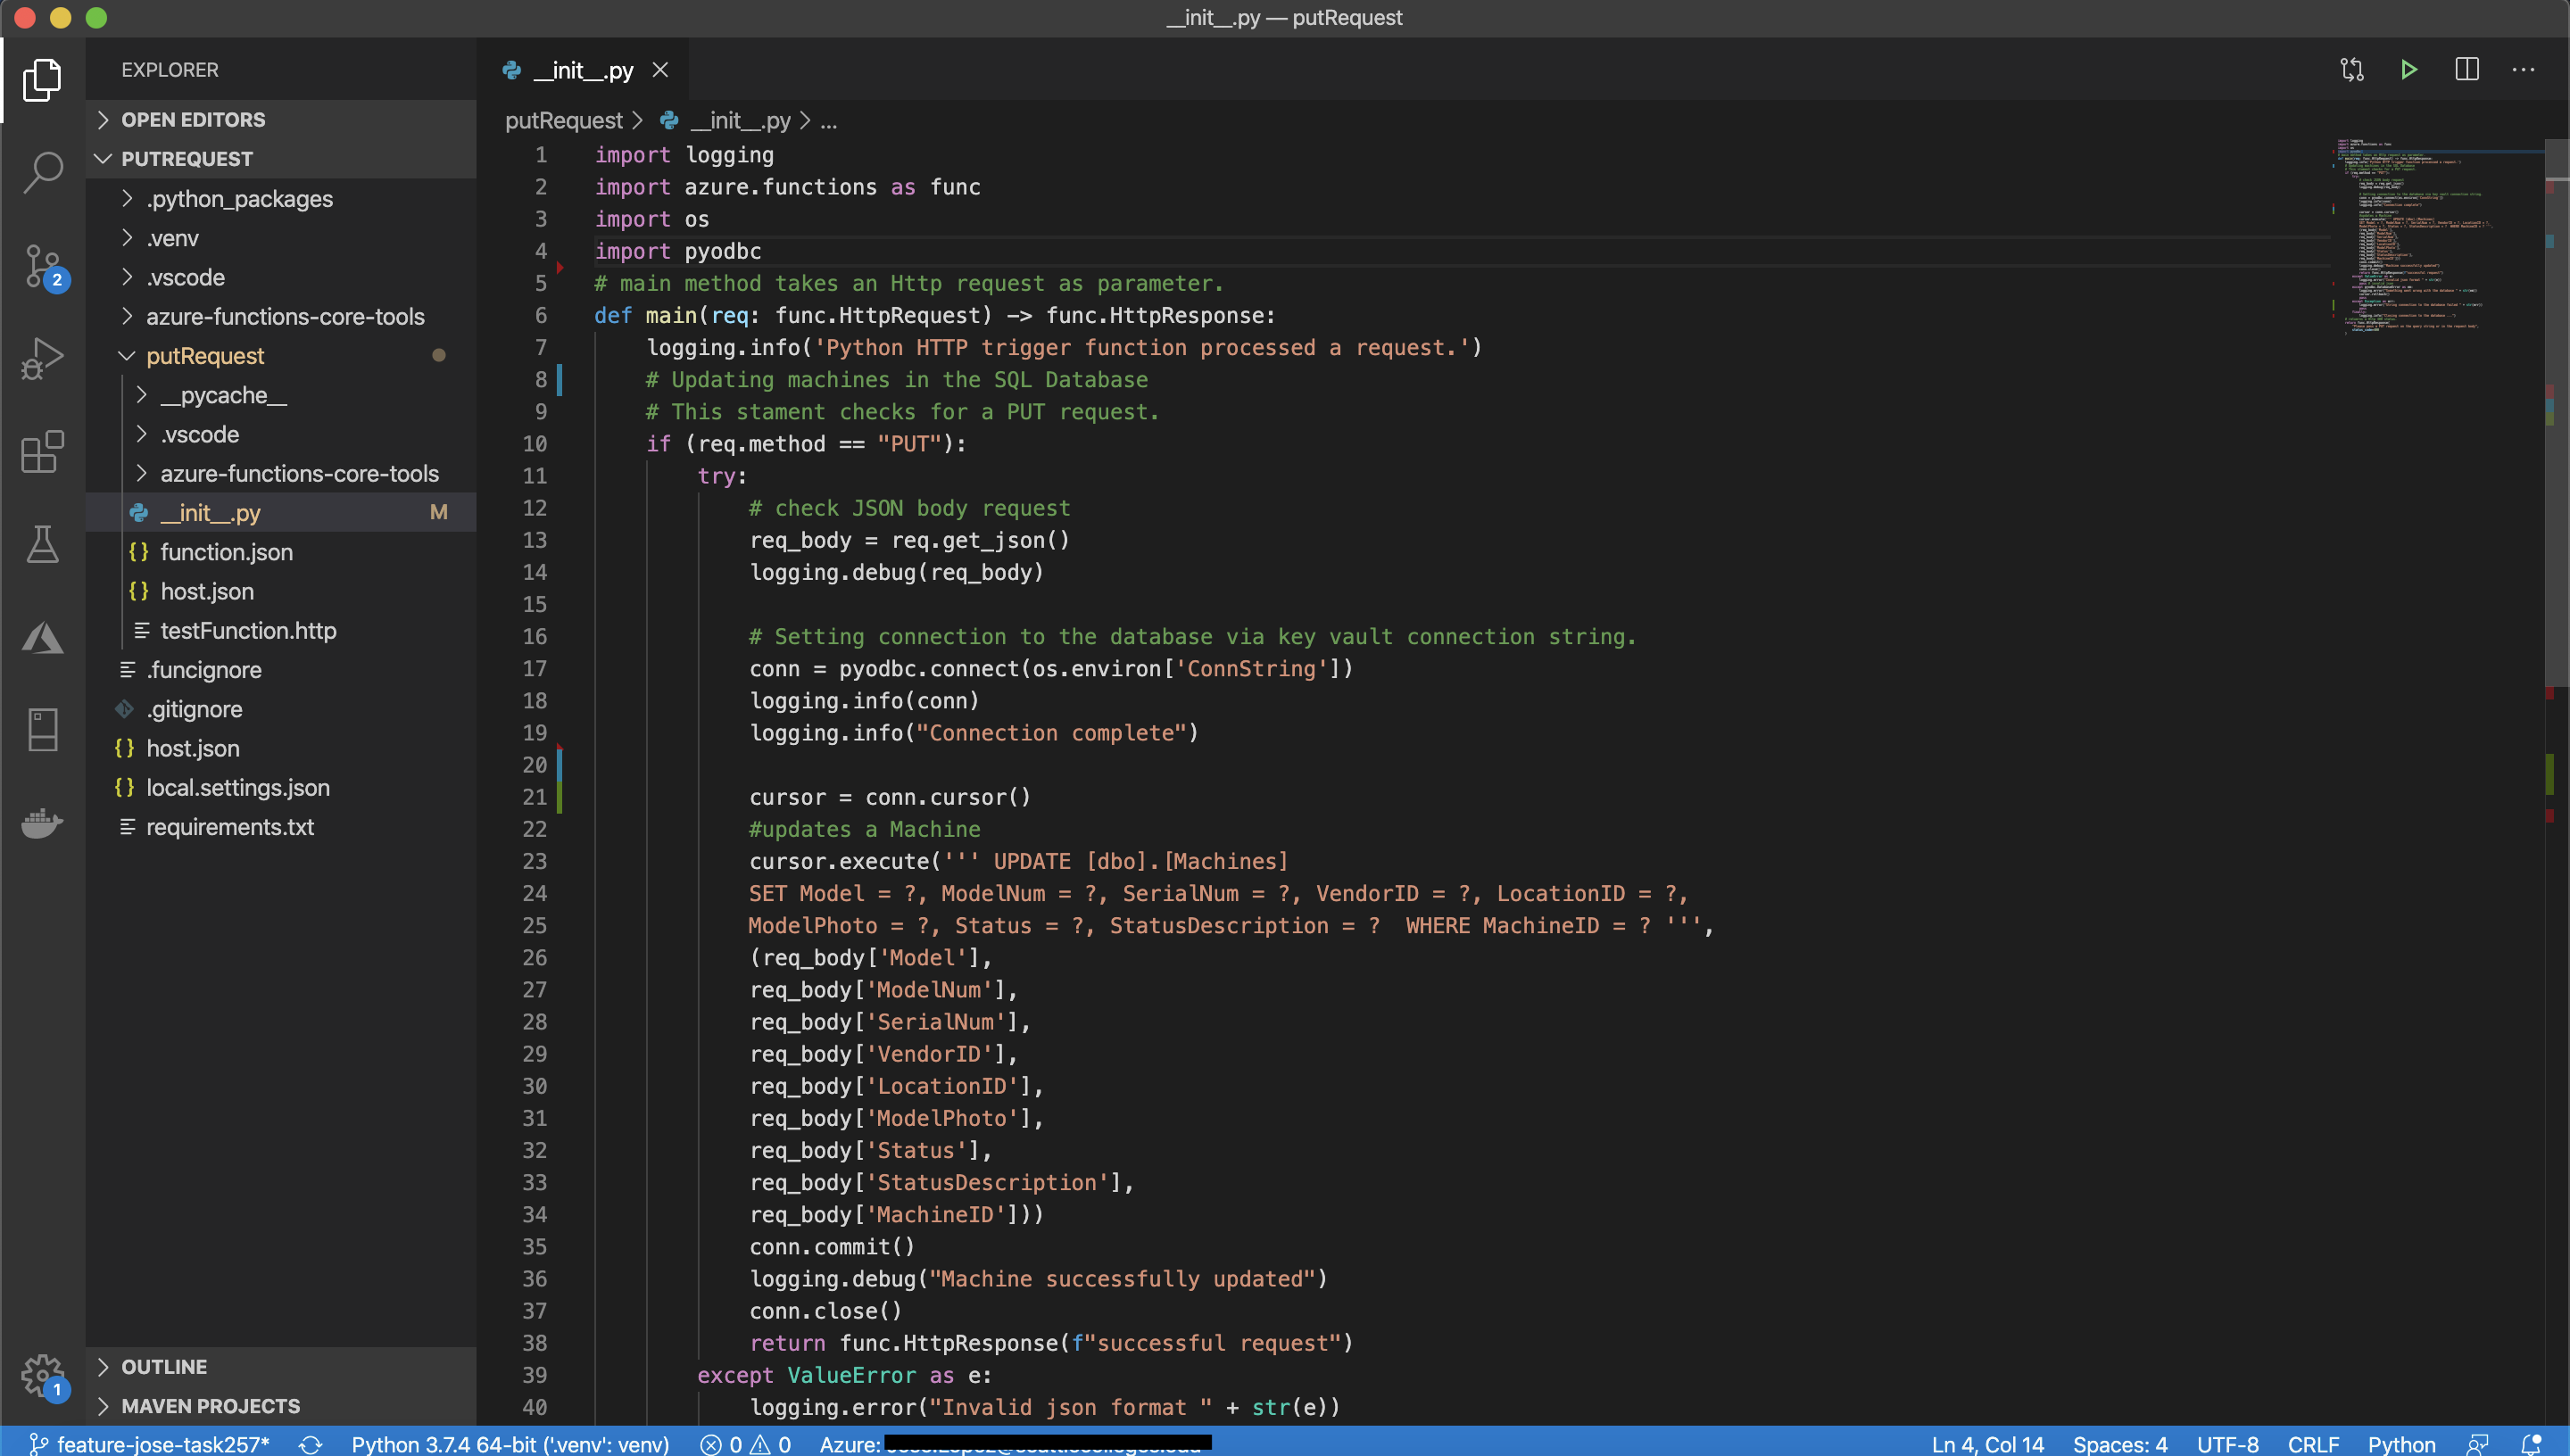 __init__.py — putRequest
EXPLORER
OPEN EDITORS
PUTREQUEST
.python_packages
.venv
.vscode
azure-functions-core-tools
putRequest
__pycache__
.vscode
azure-functions-core-tools
__init__.py M
function.json
host.json
testFunction.http
.funcignore
.gitignore
host.json
local.settings.json
requirements.txt
OUTLINE
MAVEN PROJECTS
2
1
__init__.py
putRequest > __init__.py > ...
1 import logging
2 import azure.functions as func
3 import os
4 import pyodbc
5 # main method takes an Http request as parameter.
6 def main(req: func.HttpRequest) -> func.HttpResponse:
7 logging.info('Python HTTP trigger function processed a request.')
8 # Updating machines in the SQL Database
9 # This stament checks for a PUT request.
10 if (req.method == "PUT"):
11 try:
12 # check JSON body request
13 req_body = req.get_json()
14 logging.debug(req_body)
15
16 # Setting connection to the database via key vault connection string.
17 conn = pyodbc.connect(os.environ['ConnString'])
18 logging.info(conn)
19 logging.info("Connection complete")
20
21 cursor = conn.cursor()
22 #updates a Machine
23 cursor.execute(''' UPDATE [dbo].[Machines]
24 SET Model = ?, ModelNum = ?, SerialNum = ?, VendorID = ?, LocationID = ?,
25 ModelPhoto = ?, Status = ?, StatusDescription = ?  WHERE MachineID = ? ''',
26 (req_body['Model'],
27 req_body['ModelNum'],
28 req_body['SerialNum'],
29 req_body['VendorID'],
30 req_body['LocationID'],
31 req_body['ModelPhoto'],
32 req_body['Status'],
33 req_body['StatusDescription'],
34 req_body['MachineID']))
35 conn.commit()
36 logging.debug("Machine successfully updated")
37 conn.close()
38 return func.HttpResponse(f"successful request")
39 except ValueError as e:
40 logging.error("Invalid json format " + str(e))
feature-jose-task257* Python 3.7.4 64-bit ('.venv': venv) 0 0 Azure: Ln 4, Col 14 Spaces: 4 UTF-8 CRLF Python